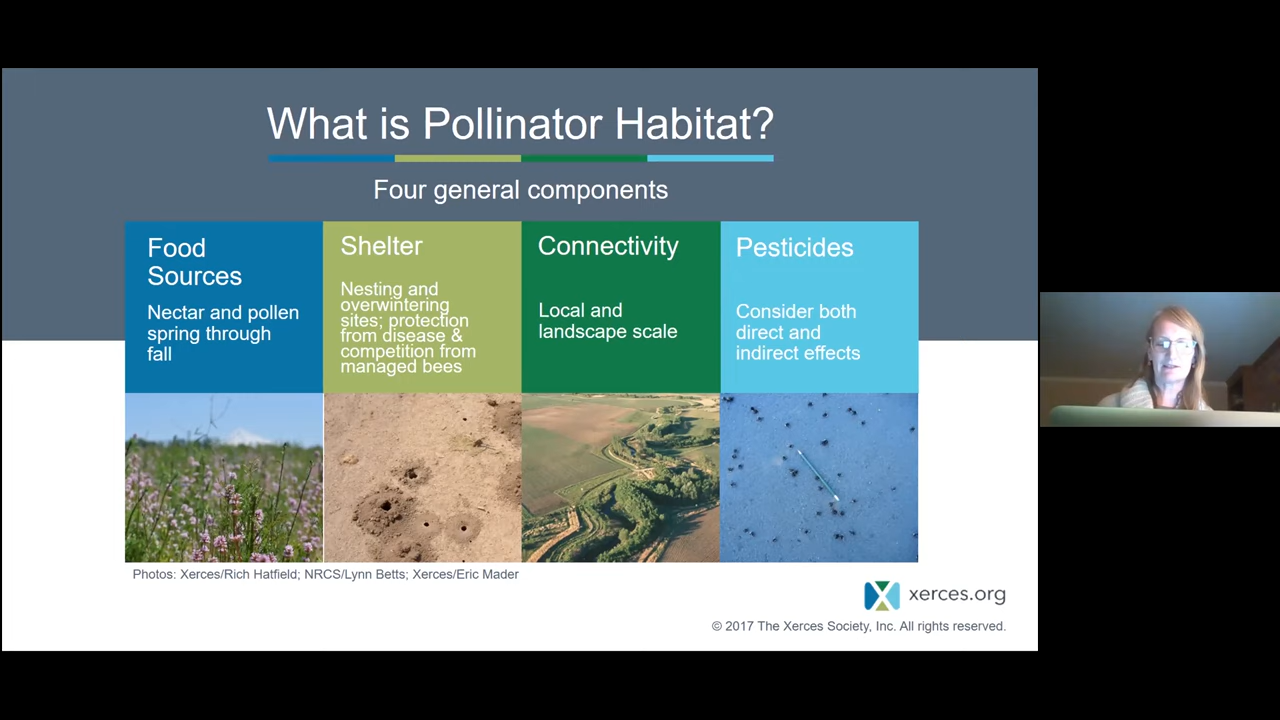 What is Pollinator Habitat?
Four general components
Food
Sources
Nectar and pollen
spring through
fall
Shelter
Nesting and
overwintering
sites; protection
from disease &
competition from
managed bees
Connectivity
Local and
landscape scale
Pesticides
Consider both
direct and
indirect effects
Photos: Xerces/Rich Hatfield; NRCS/Lynn Betts; Xerces/Eric Mader
xerces.org
© 2017 The Xerces Society, Inc. All rights reserved.